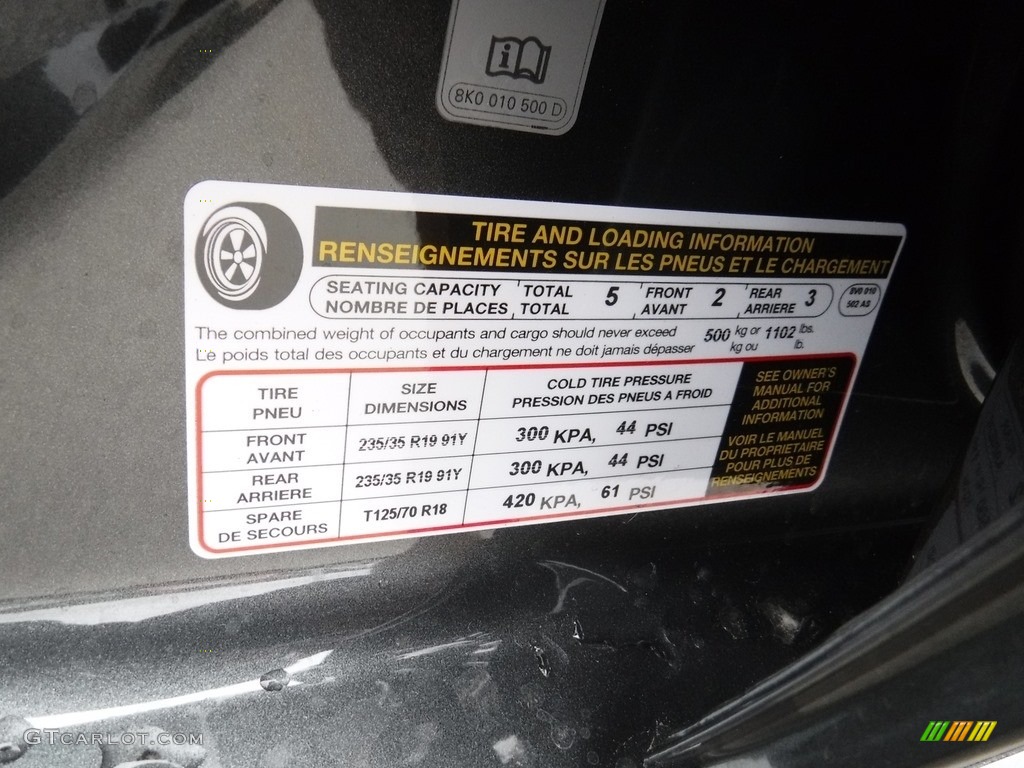 i
8K0 010 500 D
TIRE AND LOADING INFORMATION
RENSEIGNEMENTS SUR LES PNEUS ET LE CHARGEMENT
SEATING CAPACITY TOTAL 5 FRONT 2 REAR 3
NOMBRE DE PLACES TOTAL AVANT ARRIERE
8V0 010
502 AS
The combined weight of occupants and cargo should never exceed 500 kg or 1102 lbs.
Le poids total des occupants et du chargement ne doit jamais dépasser kg ou lb.
TIRE SIZE COLD TIRE PRESSURE
PNEU DIMENSIONS PRESSION DES PNEUS A FROID
FRONT
AVANT 235/35 R19 91Y 300 KPA, 44 PSI
REAR
ARRIERE 235/35 R19 91Y 300 KPA, 44 PSI
SPARE
DE SECOURS T125/70 R18 420 KPA, 61 PSI
SEE OWNER'S
MANUAL FOR
ADDITIONAL
INFORMATION
VOIR LE MANUEL
DU PROPRIETAIRE
POUR PLUS DE
RENSEIGNEMENTS
GTCARLOT.COM